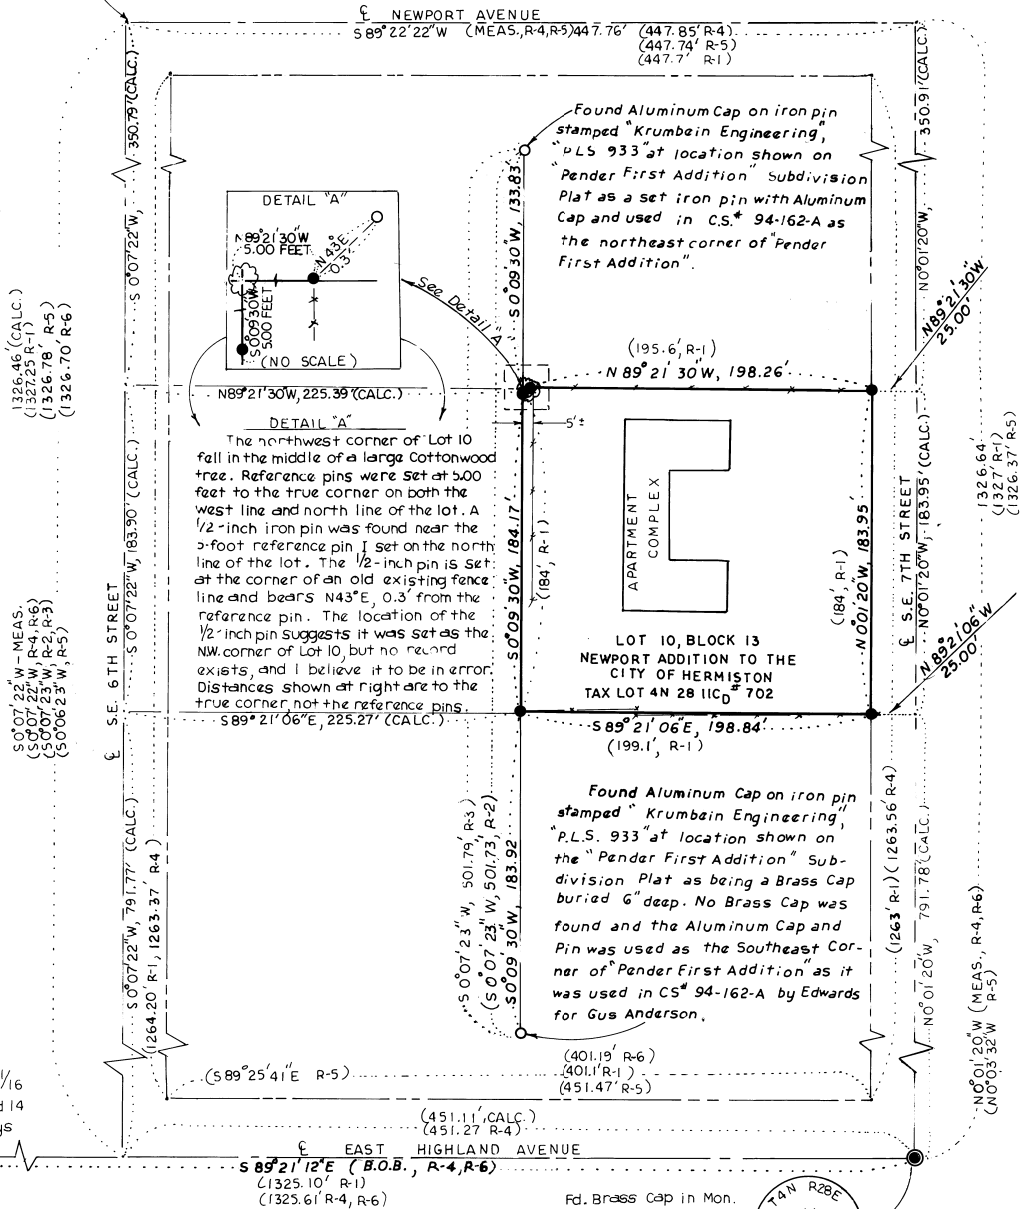 ℄ NEWPORT AVENUE
S 89° 22' 22" W (MEAS., R-4, R-5) 447.76' (447.85' R-4)
(447.74' R-5)
(447.7' R-1)
350.79' (CALC.)
S 0° 07' 22" W,
350.91' (CALC.)
N 0° 01' 20" W,
Found Aluminum Cap on iron pin
stamped "Krumbein Engineering",
"PLS 933" at location shown on
"Pender First Addition" Subdivision
Plat as a set iron pin with Aluminum
Cap and used in C.S.# 94-162-A as
the northeast corner of "Pender
First Addition".
S 0° 09' 30" W, 133.83'
DETAIL "A"
N 89° 21' 30" W
5.00 FEET
N 43° E
0.3'
S 0° 09' 30" W
5.00 FEET
(NO SCALE)
See Detail "A"
N 89° 21' 30" W
25.00'
1326.46' (CALC.)
(1327.25 R-1)
(1326.78' R-5)
(1326.70' R-6)
(195.6', R-1)
N 89° 21' 30" W, 198.26'
N 89° 21' 30" W, 225.39' (CALC.)
5' ±
DETAIL "A"
The northwest corner of Lot 10
fell in the middle of a large Cottonwood
tree. Reference pins were set at 5.00
feet to the true corner on both the
west line and north line of the lot. A
1/2-inch iron pin was found near the
5-foot reference pin I set on the north
line of the lot. The 1/2-inch pin is set
at the corner of an old existing fence
line and bears N43°E, 0.3' from the
reference pin. The location of the
1/2-inch pin suggests it was set as the
N.W. corner of Lot 10, but no record
exists, and I believe it to be in error.
Distances shown at right are to the
true corner, not the reference pins.
S 89° 21' 06" E, 225.27' (CALC.)
S 0° 07' 22" W, 183.90' (CALC.)
℄ S.E. 6TH STREET
S 0° 09' 30" W, 184.17'
(184', R-1)
APARTMENT
COMPLEX
(184', R-1)
N 0° 01' 20" W, 183.95'
℄ S.E. 7TH STREET
N 0° 01' 20" W, 183.95' (CALC.)
1326.64'
(1327' R-1)
(1326.37' R-5)
LOT 10, BLOCK 13
NEWPORT ADDITION TO THE
CITY OF HERMISTON
TAX LOT 4N 28 11CD # 702
N 89° 21' 06" W
25.00'
S 0° 07' 22" W - MEAS.
(S 0° 07' 22" W, R-4, R-6)
(S 0° 07' 23" W, R-2, R-3)
(S 0° 06' 23" W, R-5)
S 89° 21' 06" E, 198.84'
(199.1', R-1)
Found Aluminum Cap on iron pin
stamped "Krumbein Engineering",
"P.L.S. 933" at location shown on
the "Pender First Addition" Sub-
division Plat as being a Brass Cap
buried 6" deep. No Brass Cap was
found and the Aluminum Cap and
Pin was used as the Southeast Cor-
ner of "Pender First Addition" as it
was used in CS# 94-162-A by Edwards
for Gus Anderson.
S 0° 07' 22" W, 791.77' (CALC.)
(1264.20' R-1, 1263.37' R-4)
S 0° 07' 23" W, 501.79', R-3)
(S 0° 07' 23" W, 501.73', R-2)
S 0° 09' 30" W, 183.92
(1263' R-1) (1263.56' R-4)
N 0° 01' 20" W, 791.78' (CALC.)
N 0° 01' 20" W (MEAS., R-4, R-6)
(N 0° 03' 32" W R-5)
(401.19' R-6)
(S 89° 25' 41" E R-5)
(401.1' R-1)
(451.47' R-5)
1/16
d 14
ys
(451.11', CALC.)
(451.27 R-4)
℄ EAST HIGHLAND AVENUE
S 89° 21' 12" E (B.O.B., R-4, R-6)
(1325.10' R-1)
(1325.61' R-4, R-6)
Fd. Brass Cap in Mon.
T4N R28E